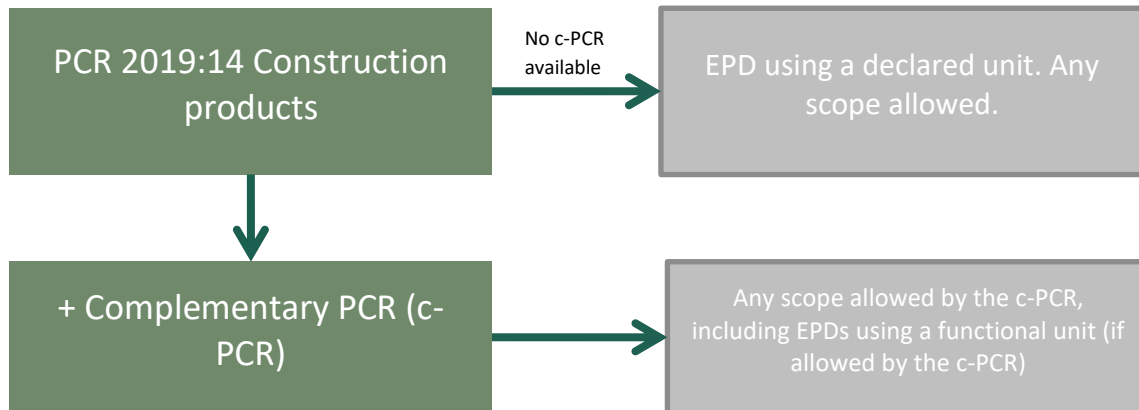 PCR 2019:14 Construction
products
No c-PCR
available
EPD using a declared unit. Any
scope allowed.
+ Complementary PCR (c-
PCR)
Any scope allowed by the c-PCR,
including EPDs using a functional unit (if
allowed by the c-PCR)